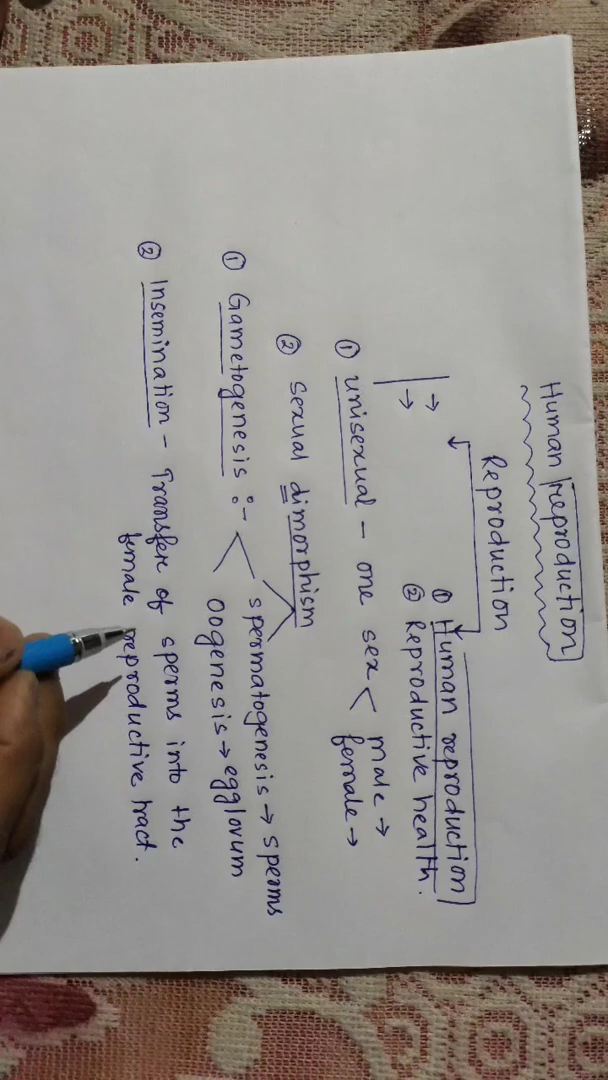 Human reproduction
Reproduction
① Human reproduction
② Reproductive health.
① unisexual - one sex < male →
female →
② sexual dimorphism
① Gametogenesis :- < spermatogenesis → sperms
oogenesis → egg/ovum
② Insemination - Transfere of sperms into the
female reproductive tract.